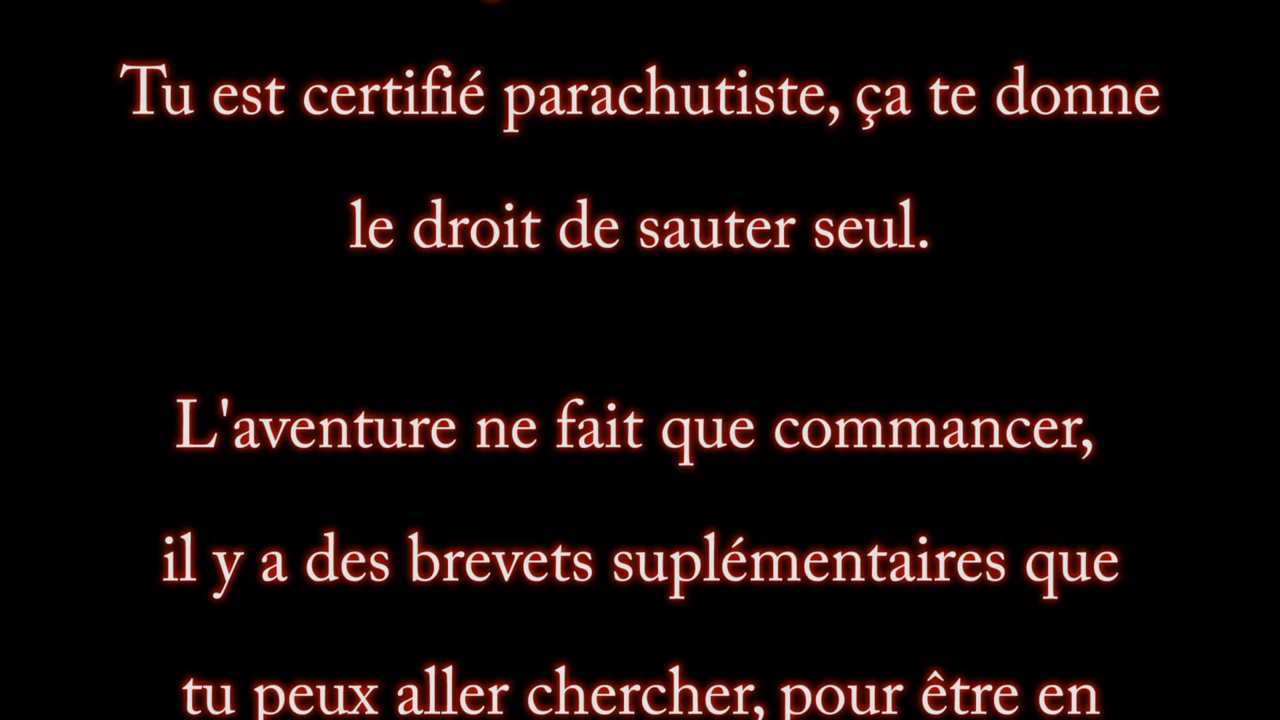 Tu est certifié parachutiste, ça te donne
le droit de sauter seul.
L'aventure ne fait que commancer,
il y a des brevets suplémentaires que
tu peux aller chercher, pour être en